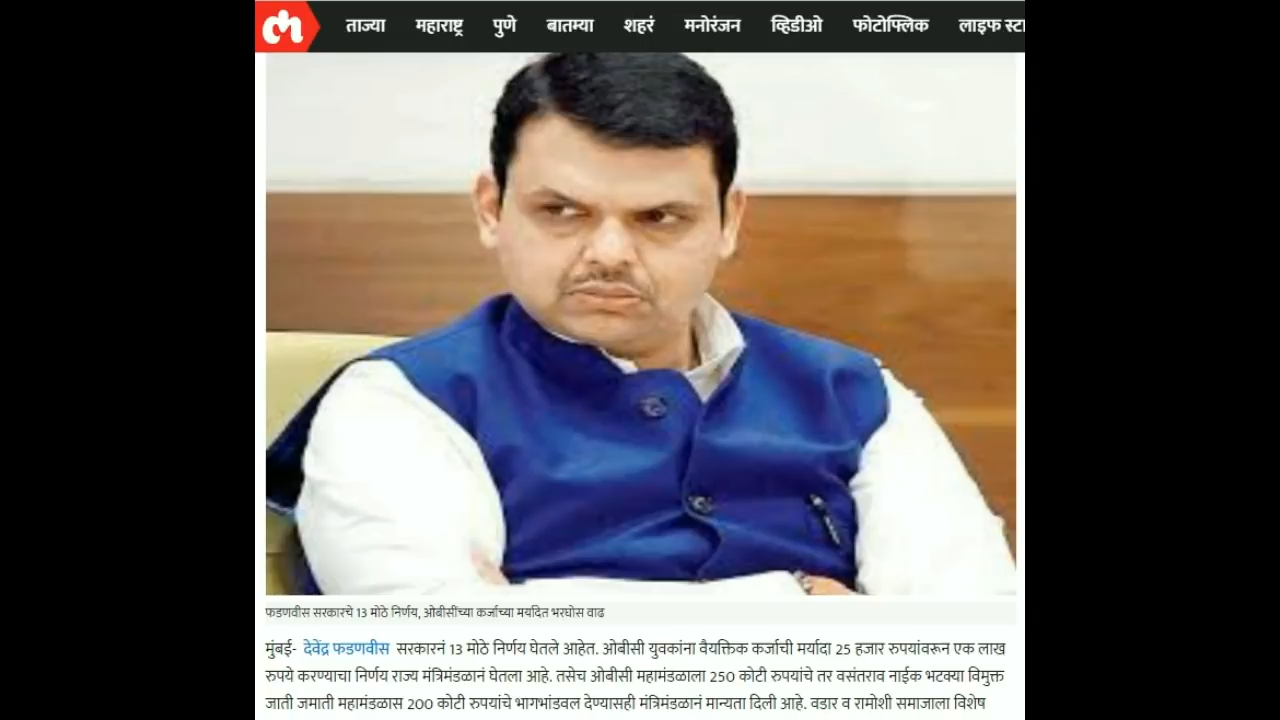 ताज्या महाराष्ट्र पुणे बातम्या शहरं मनोरंजन व्हिडीओ फोटोफ्लिक लाइफ स्टा
फडणवीस सरकारचे 13 मोठे निर्णय, ओबीसींच्या कर्जाच्या मर्यादेत भरघोस वाढ
मुंबई- देवेंद्र फडणवीस सरकारनं 13 मोठे निर्णय घेतले आहेत. ओबीसी युवकांना वैयक्तिक कर्जाची मर्यादा 25 हजार रुपयांवरून एक लाख
रुपये करण्याचा निर्णय राज्य मंत्रिमंडळानं घेतला आहे. तसेच ओबीसी महामंडळाला 250 कोटी रुपयांचे तर वसंतराव नाईक भटक्या विमुक्त
जाती जमाती महामंडळास 200 कोटी रुपयांचे भागभांडवल देण्यासही मंत्रिमंडळानं मान्यता दिली आहे. वडार व रामोशी समाजाला विशेष